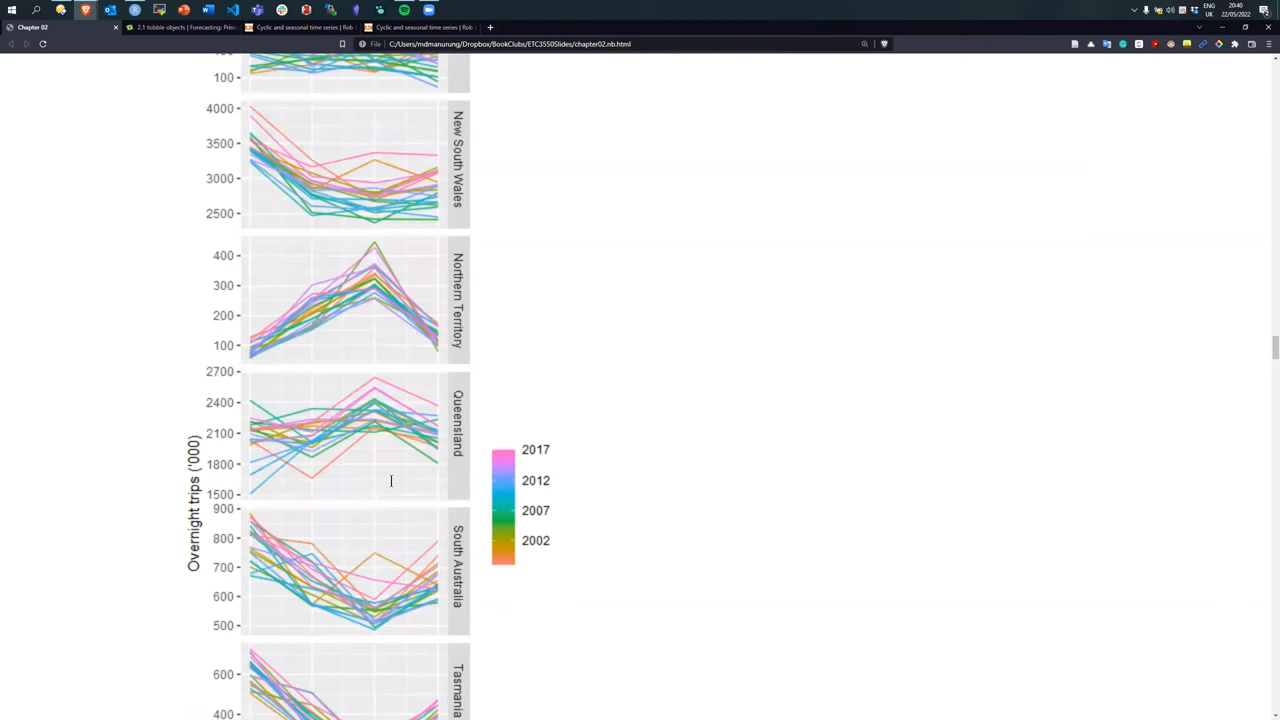 20:40
ENG
UK
22/05/2022
Chapter 02
2.1 tsibble objects | Forecasting: Princ
Cyclic and seasonal time series | Rob
Cyclic and seasonal time series | Rob
File
C:/Users/mdmanurung/Dropbox/BookClubs/ETC3550Slides/chapter02.nb.html
100
4000
3500
3000
2500
New South Wales
400
300
200
100
Northern Territory
2700
2400
2100
1800
1500
Queensland
Overnight trips ('000)
2017
2012
2007
2002
900
800
700
600
500
South Australia
600
400
Tasmania